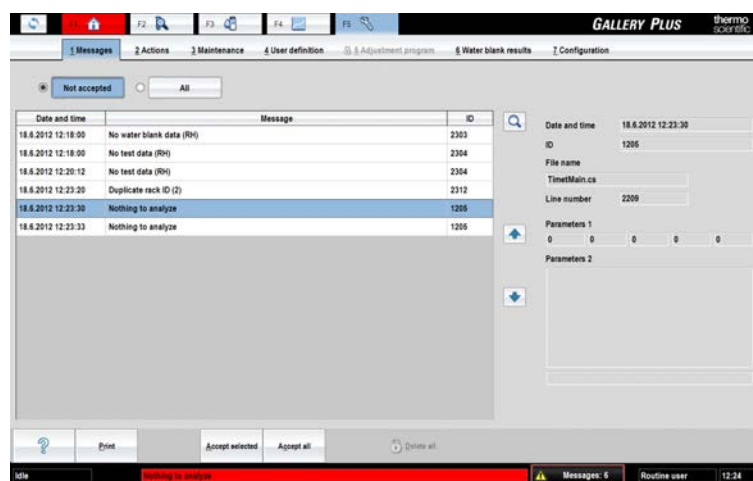 F1 F2 F3 F4 F5 GALLERY PLUS thermo scientific
1 Messages 2 Actions 3 Maintenance 4 User definition 5 Adjustment program 6 Water blank results 7 Configuration
Not accepted All
Date and time Message ID
18.6.2012 12:18:00 No water blank data (RH) 2303
18.6.2012 12:18:00 No test data (RH) 2304
18.6.2012 12:20:12 No test data (RH) 2304
18.6.2012 12:23:20 Duplicate rack ID (2) 2312
18.6.2012 12:23:30 Nothing to analyze 1205
18.6.2012 12:23:33 Nothing to analyze 1205
Date and time 18.6.2012 12:23:30
ID 1205
File name
TimetMain.cs
Line number 2209
Parameters 1
0 0 0 0 0
Parameters 2
? Print Accept selected Accept all Delete all
Idle Nothing to analyze Messages: 6 Routine user 12:24